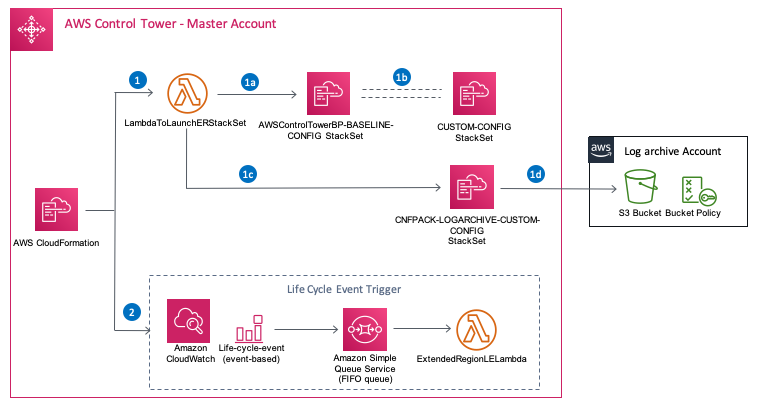 AWS Control Tower - Master Account
1
1a
1b
LambdaToLaunchERStackSet
AWSControlTowerBP-BASELINE-
CONFIG StackSet
CUSTOM-CONFIG
StackSet
aws
Log archive Account
1c
1d
S3 Bucket
Bucket Policy
CNFPACK-LOGARCHIVE-CUSTOM-
CONFIG
StackSet
AWS CloudFormation
2
Life Cycle Event Trigger
Amazon
CloudWatch
Life-cycle-event
(event-based)
Amazon Simple
Queue Service
(FIFO queue)
ExtendedRegionLELambda